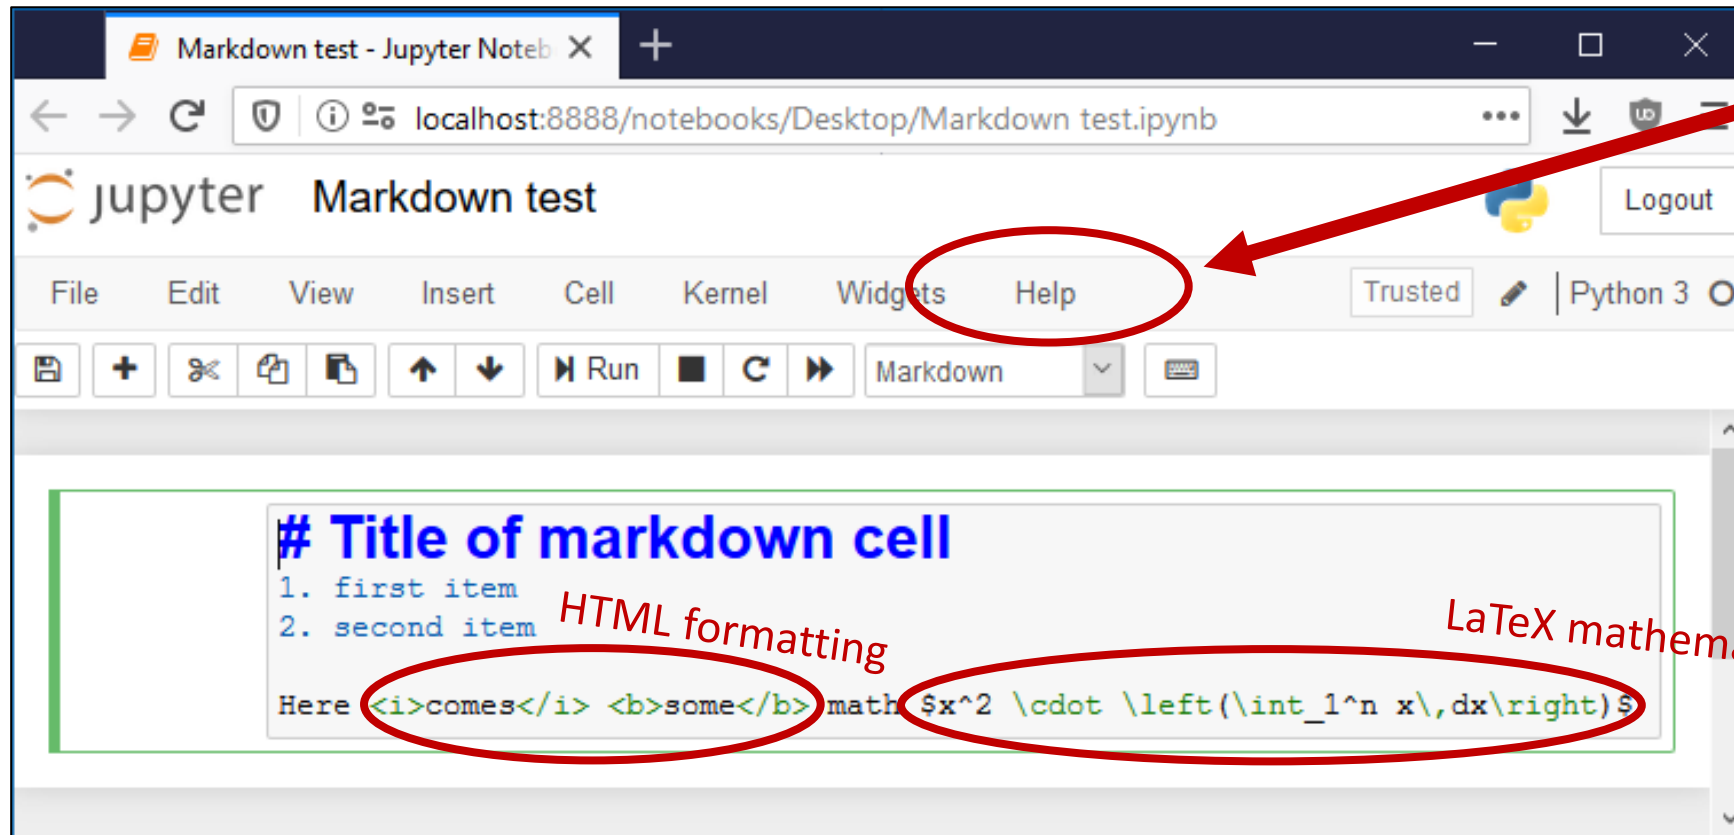 Markdown test - Jupyter Noteb
localhost:8888/notebooks/Desktop/Markdown test.ipynb
jupyter Markdown test Logout
File Edit View Insert Cell Kernel Widgets Help Trusted Python 3
Run Markdown
# Title of markdown cell
1. first item
2. second item
HTML formatting
LaTeX mathema
Here <i>comes</i> <b>some</b> math $x^2 \cdot \left(\int_1^n x\,dx\right)$